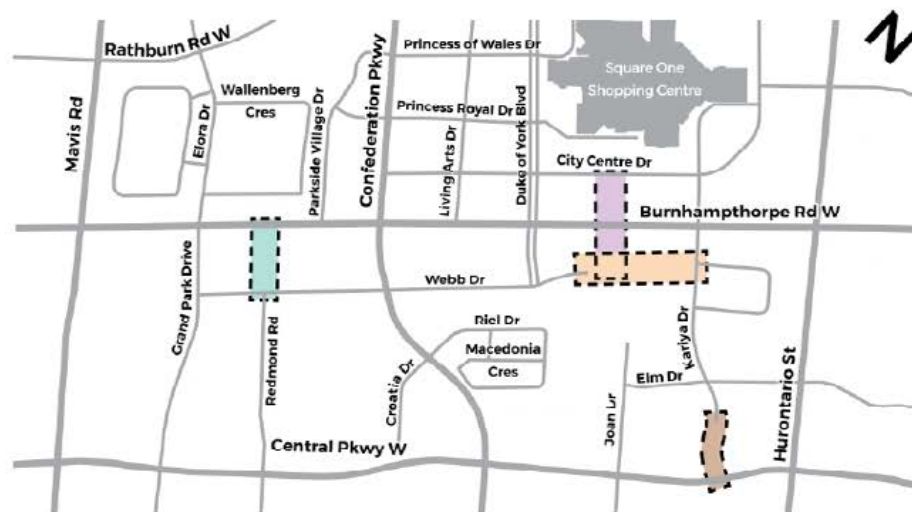 N
Rathburn Rd W
Confederation Pkwy
Princess of Wales Dr
Square One
Shopping Centre
Wallenberg
Cres
Parkside Village Dr
Princess Royal Dr
Mavis Rd
Elora Dr
Living Arts Dr
Duke of York Blvd
City Centre Dr
Burnhampthorpe Rd W
Webb Dr
Grand Park Drive
Redmond Rd
Riel Dr
Macedonia
Cres
Croatia Dr
Kariya Dr
Elm Dr
Joan Dr
Hurontario St
Central Pkwy W